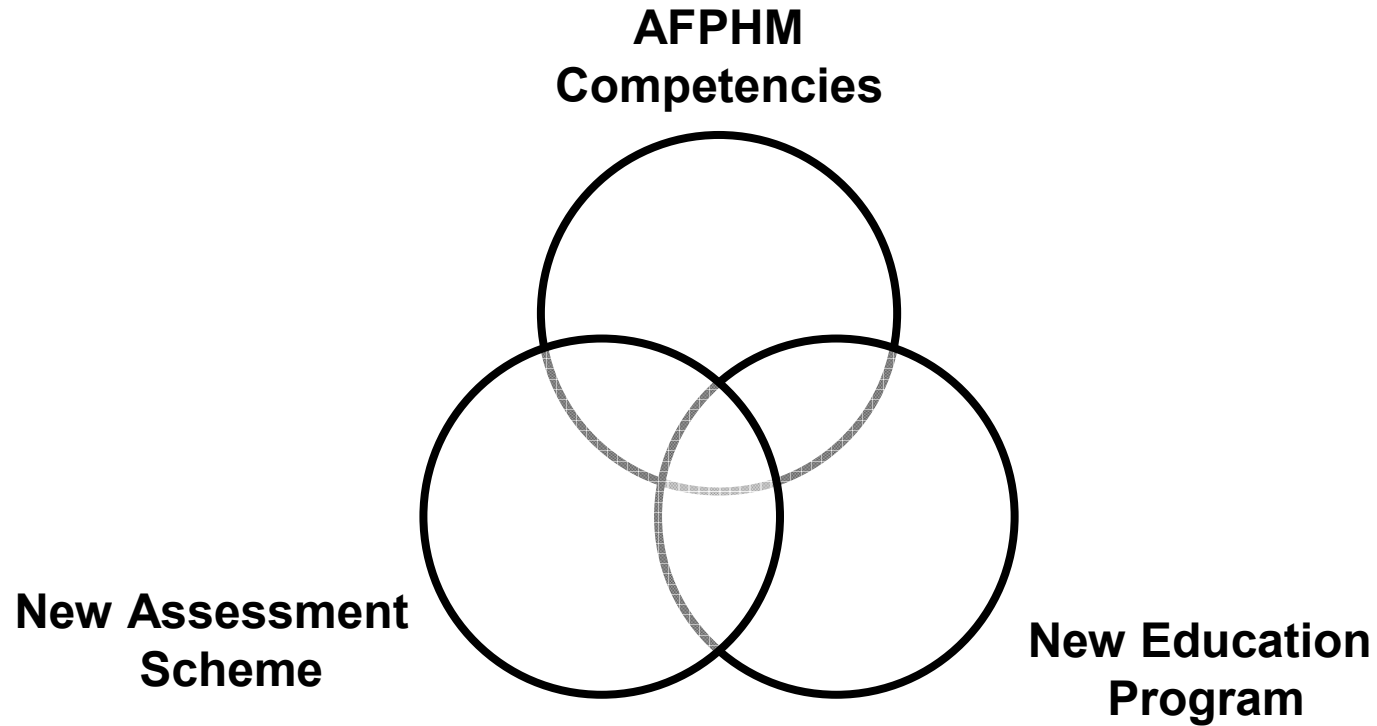 AFPHM
Competencies
New Assessment
Scheme
New Education
Program